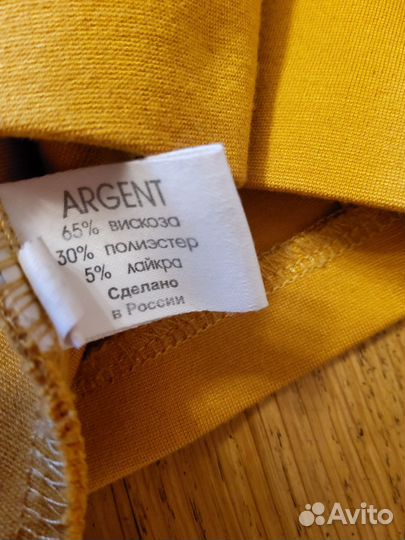 ARGENT
65% вискоза
30% полиэстер
5% лайкра
Сделано
в России
Avito